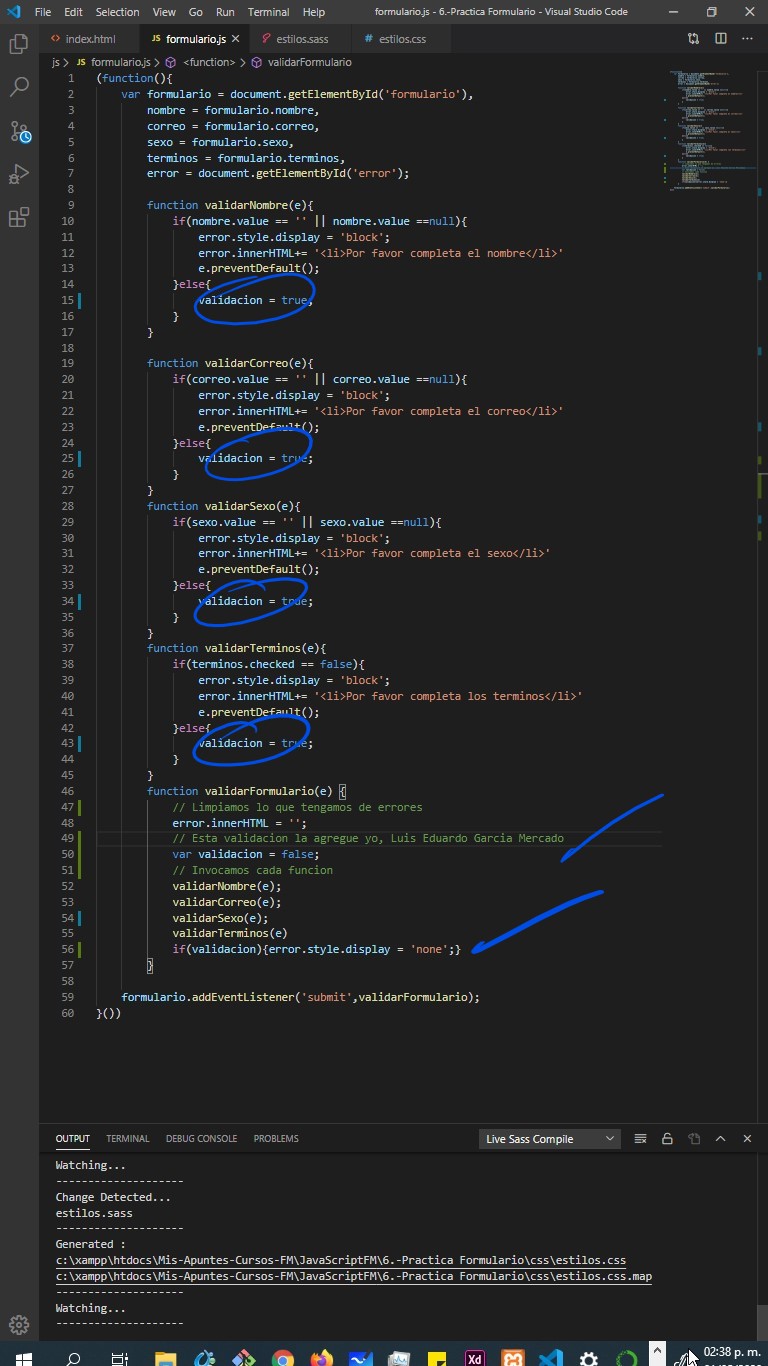 File Edit Selection View Go Run Terminal Help formulario.js - 6.-Practica Formulario - Visual Studio Code
index.html JS formulario.js estilos.sass # estilos.css
js > JS formulario.js > <function> > validarFormulario
1 (function(){
2 var formulario = document.getElementById('formulario'),
3 nombre = formulario.nombre,
4 correo = formulario.correo,
5 sexo = formulario.sexo,
6 terminos = formulario.terminos,
7 error = document.getElementById('error');
8
9 function validarNombre(e){
10 if(nombre.value == '' || nombre.value ==null){
11 error.style.display = 'block';
12 error.innerHTML+= '<li>Por favor completa el nombre</li>'
13 e.preventDefault();
14 }else{
15 validacion = true;
16 }
17 }
18
19 function validarCorreo(e){
20 if(correo.value == '' || correo.value ==null){
21 error.style.display = 'block';
22 error.innerHTML+= '<li>Por favor completa el correo</li>'
23 e.preventDefault();
24 }else{
25 validacion = true;
26 }
27 }
28 function validarSexo(e){
29 if(sexo.value == '' || sexo.value ==null){
30 error.style.display = 'block';
31 error.innerHTML+= '<li>Por favor completa el sexo</li>'
32 e.preventDefault();
33 }else{
34 validacion = true;
35 }
36 }
37 function validarTerminos(e){
38 if(terminos.checked == false){
39 error.style.display = 'block';
40 error.innerHTML+= '<li>Por favor completa los terminos</li>'
41 e.preventDefault();
42 }else{
43 validacion = true;
44 }
45 }
46 function validarFormulario(e) {
47 // Limpiamos lo que tengamos de errores
48 error.innerHTML = '';
49 // Esta validacion la agregue yo, Luis Eduardo Garcia Mercado
50 var validacion = false;
51 // Invocamos cada funcion
52 validarNombre(e);
53 validarCorreo(e);
54 validarSexo(e);
55 validarTerminos(e)
56 if(validacion){error.style.display = 'none';}
57 }
58
59 formulario.addEventListener('submit',validarFormulario);
60 }())
OUTPUT TERMINAL DEBUG CONSOLE PROBLEMS Live Sass Compile
Watching...
--------------------
Change Detected...
estilos.sass
--------------------
Generated :
c:\xampp\htdocs\Mis-Apuntes-Cursos-FM\JavaScriptFM\6.-Practica Formulario\css\estilos.css
c:\xampp\htdocs\Mis-Apuntes-Cursos-FM\JavaScriptFM\6.-Practica Formulario\css\estilos.css.map
--------------------
Watching...
--------------------
Xd 02:38 p. m.